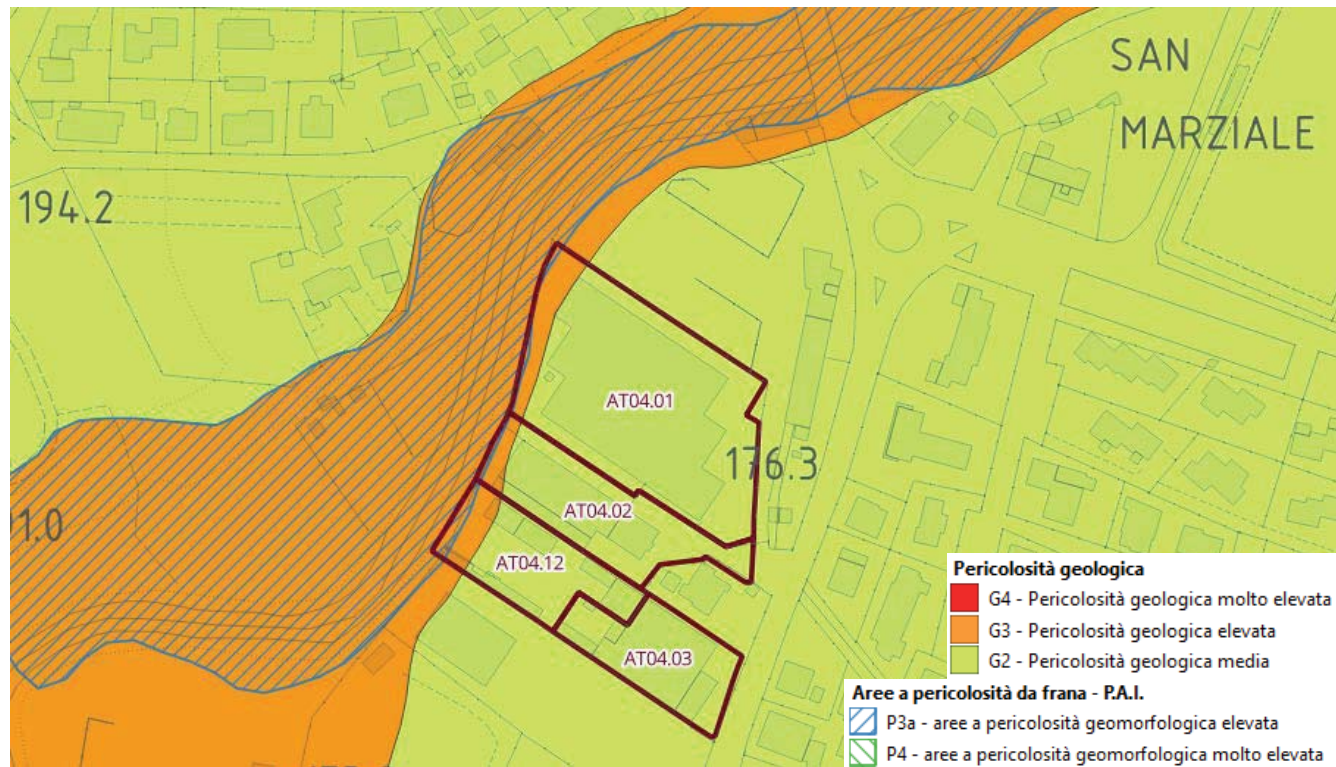 SAN
MARZIALE
194.2
AT04.01
176.3
AT04.02
1.0
AT04.12
AT04.03
Pericolosità geologica
G4 - Pericolosità geologica molto elevata
G3 - Pericolosità geologica elevata
G2 - Pericolosità geologica media
Aree a pericolosità da frana - P.A.I.
P3a - aree a pericolosità geomorfologica elevata
P4 - aree a pericolosità geomorfologica molto elevata